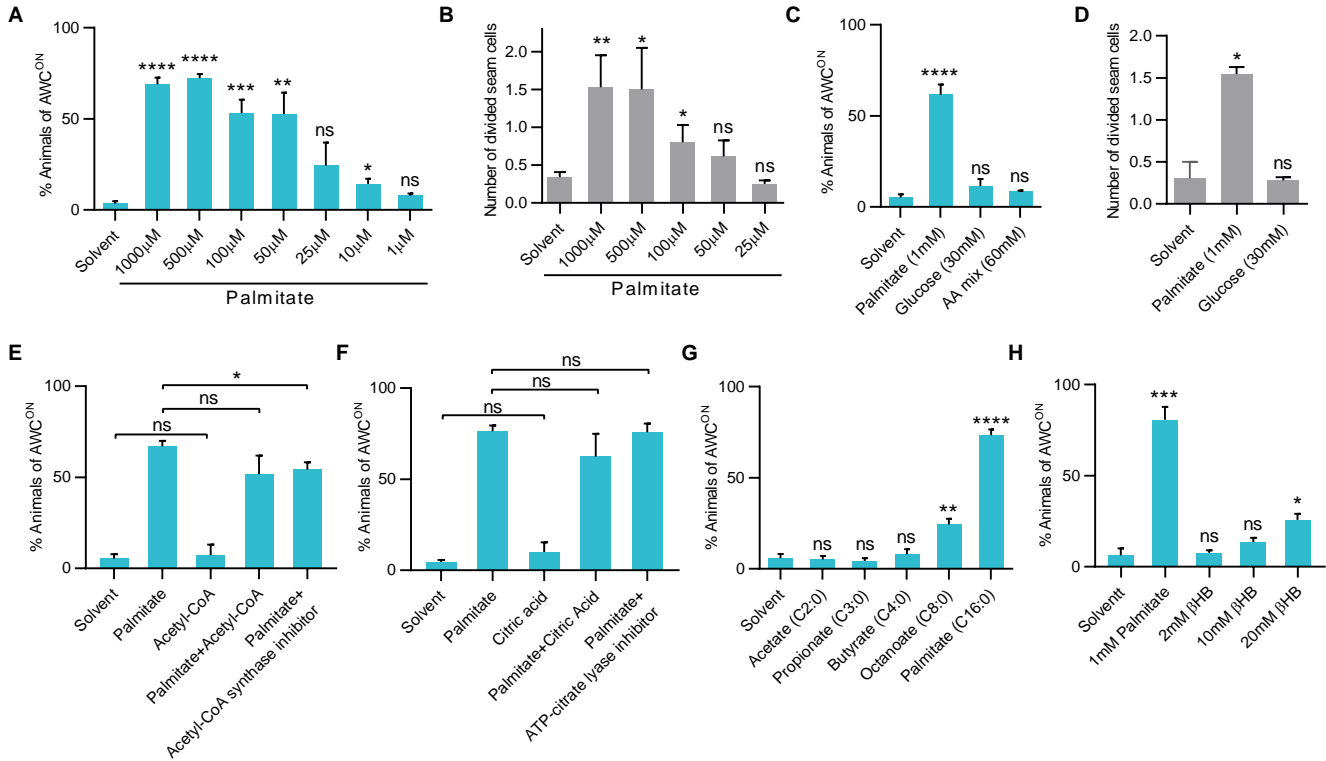 A
% Animals of AWC^ON
100
50
0
****
****
***
**
ns
*
ns
Solvent
1000μM
500μM
100μM
50μM
25μM
10μM
1μM
Palmitate
B
Number of divided seam cells
2.0
1.5
1.0
0.5
0.0
**
*
*
ns
ns
Solvent
1000μM
500μM
100μM
50μM
25μM
Palmitate
C
% Animals of AWC^ON
100
50
0
****
ns
ns
Solvent
Palmitate (1mM)
Glucose (30mM)
AA mix (60mM)
D
Number of divided seam cells
2.0
1.5
1.0
0.5
0.0
*
ns
Solvent
Palmitate (1mM)
Glucose (30mM)
E
% Animals of AWC^ON
100
50
0
*
ns
ns
Solvent
Palmitate
Acetyl-CoA
Palmitate+Acetyl-CoA
Palmitate+
Acetyl-CoA synthase inhibitor
F
% Animals of AWC^ON
100
50
0
ns
ns
ns
Solvent
Palmitate
Citric acid
Palmitate+Citric Acid
Palmitate+
ATP-citrate lyase inhibitor
G
% Animals of AWC^ON
100
50
0
ns
ns
ns
**
****
Solvent
Acetate (C2:0)
Propionate (C3:0)
Butyrate (C4:0)
Octanoate (C8:0)
Palmitate (C16:0)
H
% Animals of AWC^ON
100
50
0
***
ns
ns
*
Solventt
1mM Palmitate
2mM βHB
10mM βHB
20mM βHB